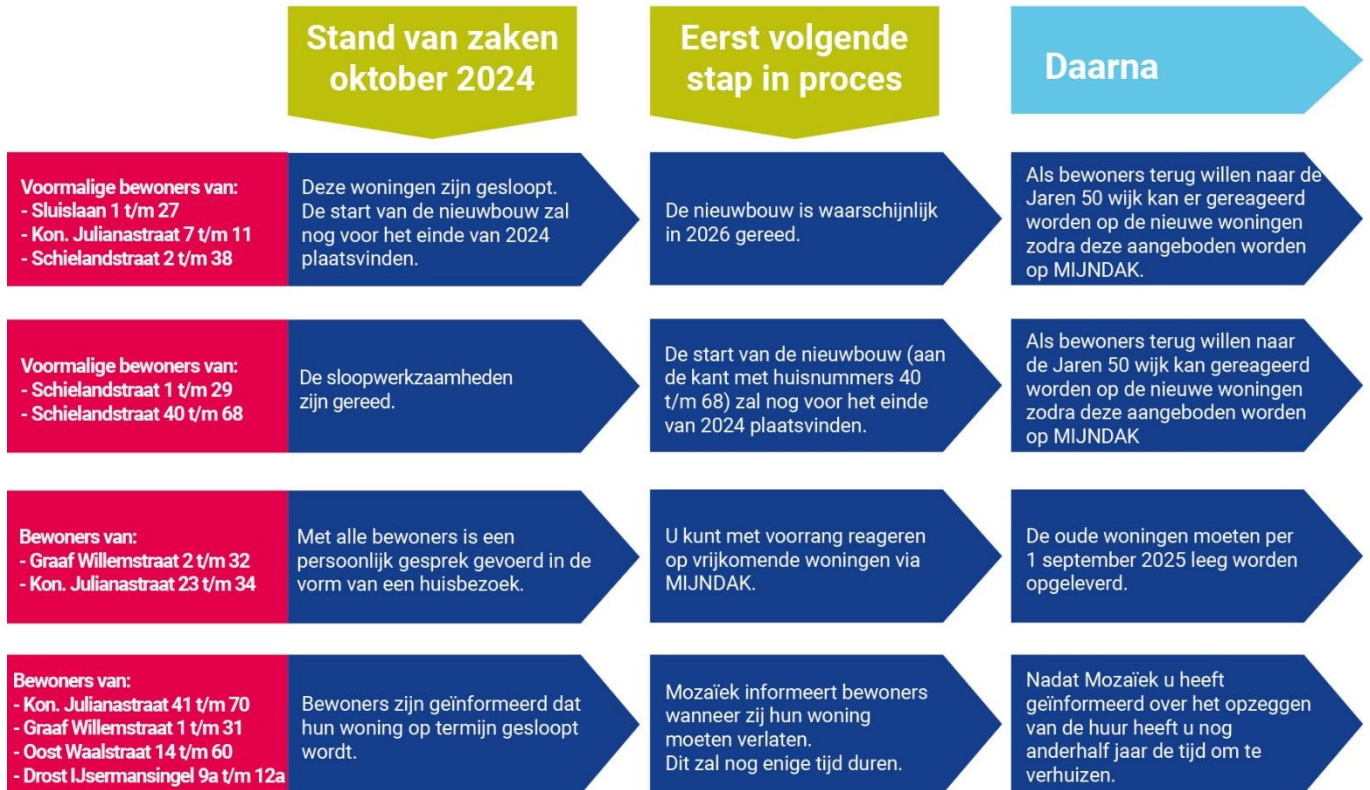 Stand van zaken
oktober 2024
Eerst volgende
stap in proces
Daarna
Voormalige bewoners van:
- Sluislaan 1 t/m 27
- Kon. Julianastraat 7 t/m 11
- Schielandstraat 2 t/m 38
Deze woningen zijn gesloopt.
De start van de nieuwbouw zal
nog voor het einde van 2024
plaatsvinden.
De nieuwbouw is waarschijnlijk
in 2026 gereed.
Als bewoners terug willen naar de
Jaren 50 wijk kan er gereageerd
worden op de nieuwe woningen
zodra deze aangeboden worden
op MIJNDAK.
Voormalige bewoners van:
- Schielandstraat 1 t/m 29
- Schielandstraat 40 t/m 68
De sloopwerkzaamheden
zijn gereed.
De start van de nieuwbouw (aan
de kant met huisnummers 40
t/m 68) zal nog voor het einde
van 2024 plaatsvinden.
Als bewoners terug willen naar
de Jaren 50 wijk kan gereageerd
worden op de nieuwe woningen
zodra deze aangeboden worden
op MIJNDAK
Bewoners van:
- Graaf Willemstraat 2 t/m 32
- Kon. Julianastraat 23 t/m 34
Met alle bewoners is een
persoonlijk gesprek gevoerd in de
vorm van een huisbezoek.
U kunt met voorrang reageren
op vrijkomende woningen via
MIJNDAK.
De oude woningen moeten per
1 september 2025 leeg worden
opgeleverd.
Bewoners van:
- Kon. Julianastraat 41 t/m 70
- Graaf Willemstraat 1 t/m 31
- Oost Waalstraat 14 t/m 60
- Drost IJsermansingel 9a t/m 12a
Bewoners zijn geïnformeerd dat
hun woning op termijn gesloopt
wordt.
Mozaïek informeert bewoners
wanneer zij hun woning
moeten verlaten.
Dit zal nog enige tijd duren.
Nadat Mozaïek u heeft
geïnformeerd over het opzeggen
van de huur heeft u nog
anderhalf jaar de tijd om te
verhuizen.